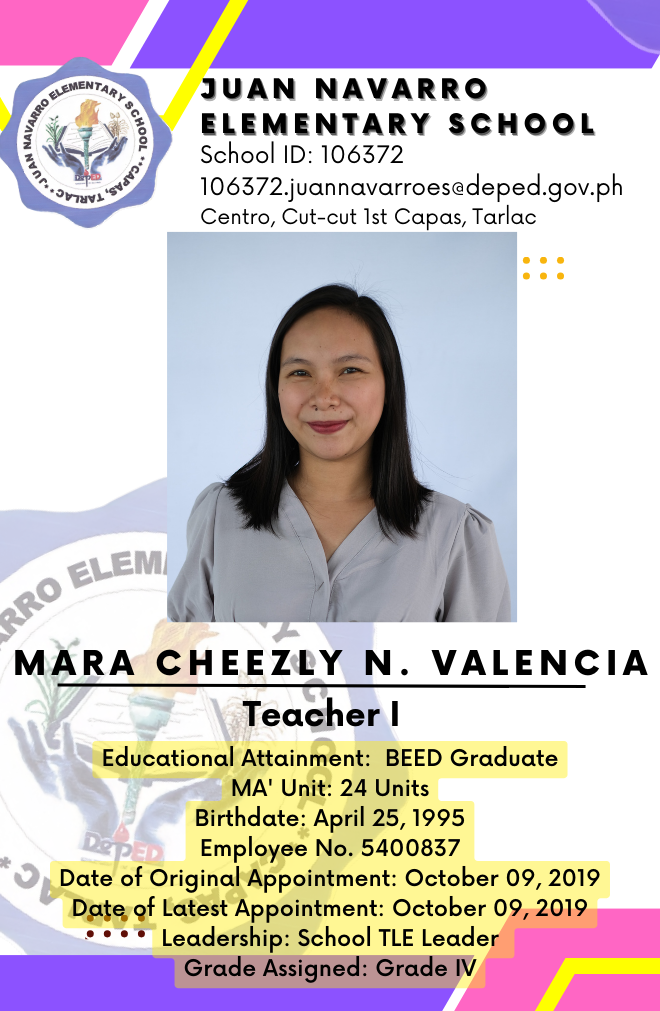 JUAN NAVARRO
ELEMENTARY SCHOOL
School ID: 106372
106372.juannavarroes@deped.gov.ph
Centro, Cut-cut 1st Capas, Tarlac
JUAN NAVARRO ELEMENTARY SCHOOL
* CAPAS, TARLAC *
DepED
MARA CHEEZLY N. VALENCIA
Teacher I
Educational Attainment: BEED Graduate
MA' Unit: 24 Units
Birthdate: April 25, 1995
Employee No. 5400837
Date of Original Appointment: October 09, 2019
Date of Latest Appointment: October 09, 2019
Leadership: School TLE Leader
Grade Assigned: Grade IV